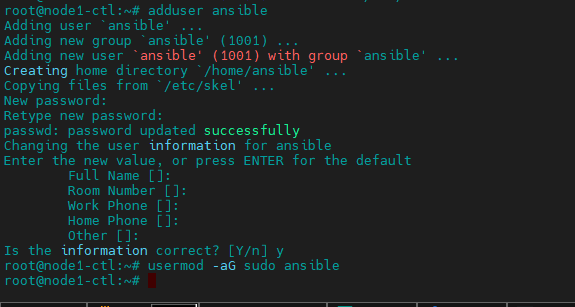 root@node1-ctl:~# adduser ansible
Adding user `ansible' ...
Adding new group `ansible' (1001) ...
Adding new user `ansible' (1001) with group `ansible' ...
Creating home directory `/home/ansible' ...
Copying files from `/etc/skel' ...
New password:
Retype new password:
passwd: password updated successfully
Changing the user information for ansible
Enter the new value, or press ENTER for the default
        Full Name []:
        Room Number []:
        Work Phone []:
        Home Phone []:
        Other []:
Is the information correct? [Y/n] y
root@node1-ctl:~# usermod -aG sudo ansible
root@node1-ctl:~#